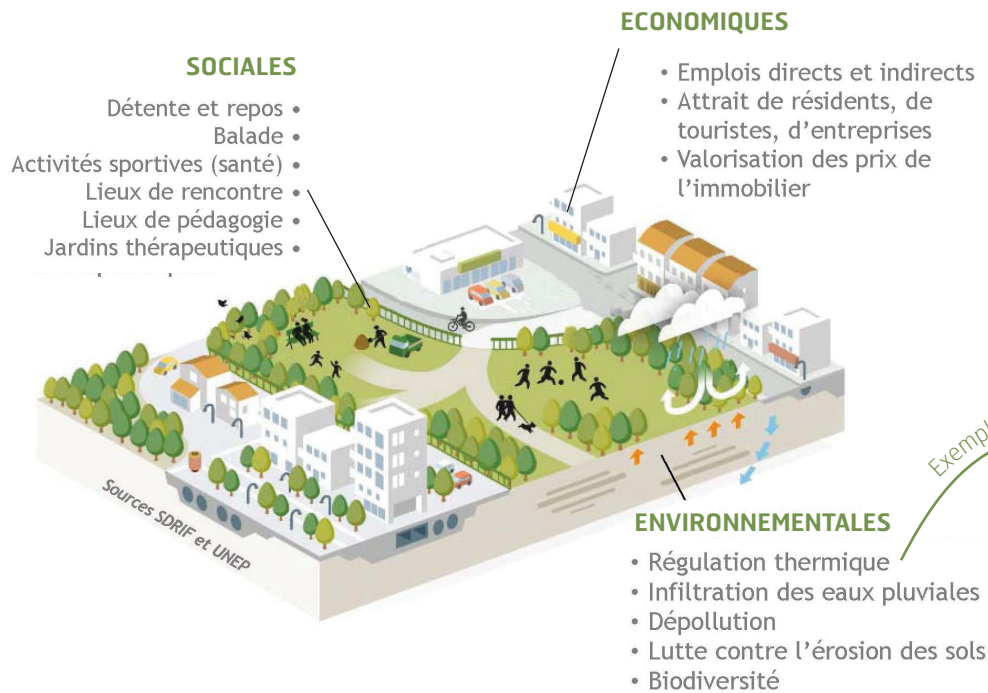 ECONOMIQUES
• Emplois directs et indirects
• Attrait de résidents, de
touristes, d'entreprises
• Valorisation des prix de
l'immobilier
SOCIALES
Détente et repos •
Balade •
Activités sportives (santé) •
Lieux de rencontre •
Lieux de pédagogie •
Jardins thérapeutiques •
Sources SDRIF et UNEP
Exempl
ENVIRONNEMENTALES
• Régulation thermique
• Infiltration des eaux pluviales
• Dépollution
• Lutte contre l'érosion des sols
• Biodiversité